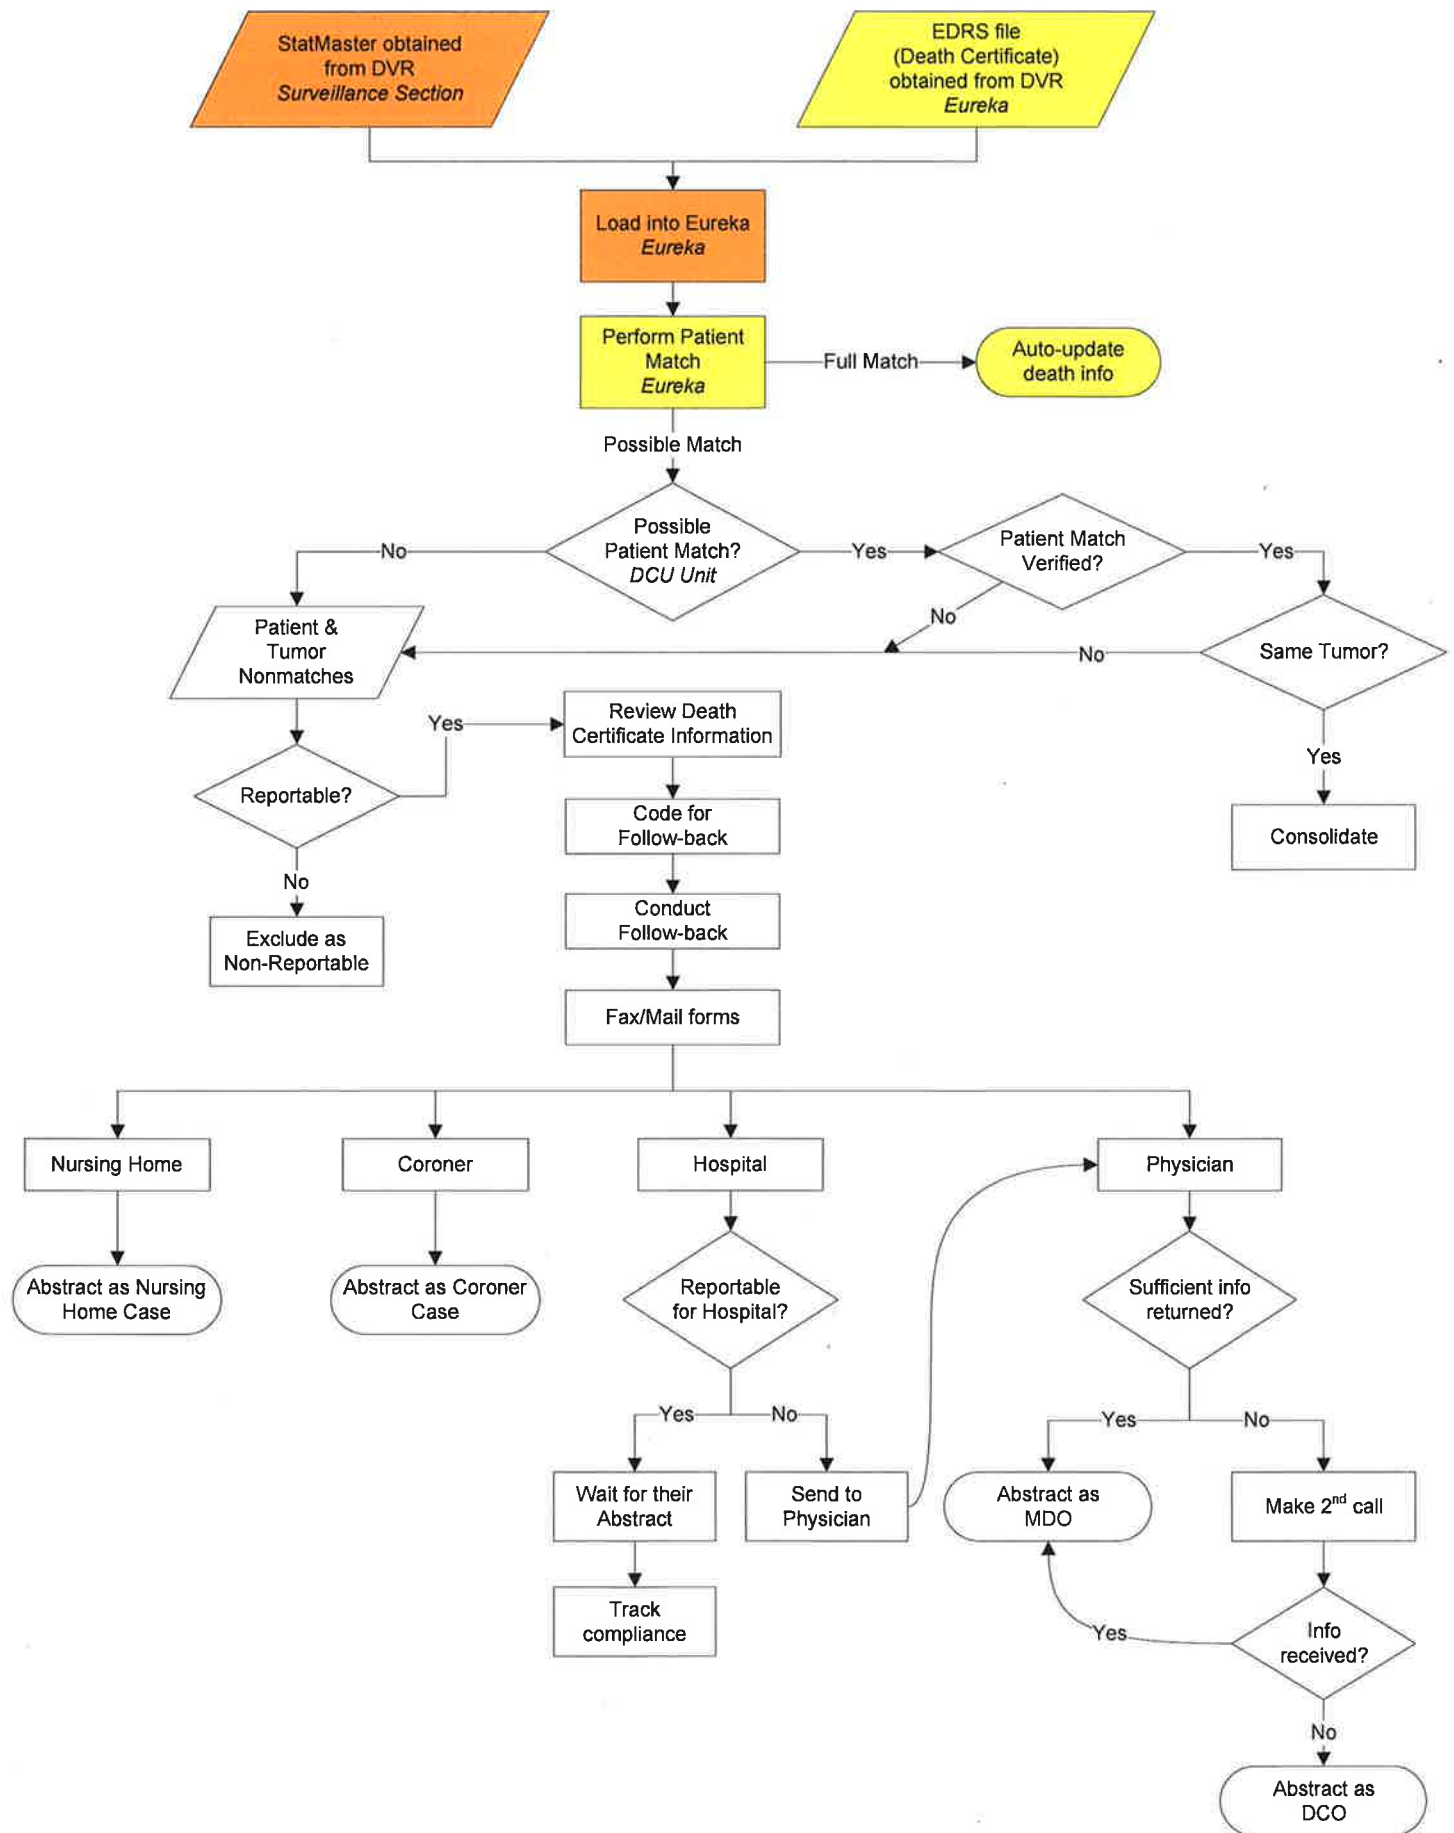 StatMaster obtained
from DVR
Surveillance Section
EDRS file
(Death Certificate)
obtained from DVR
Eureka
Load into Eureka
Eureka
Perform Patient
Match
Eureka
Full Match
Auto-update
death info
Possible Match
Possible
Patient Match?
DCU Unit
No
Yes
Patient Match
Verified?
Yes
No
Patient &
Tumor
Nonmatches
No
Same Tumor?
Yes
Consolidate
Reportable?
Yes
Review Death
Certificate Information
No
Exclude as
Non-Reportable
Code for
Follow-back
Conduct
Follow-back
Fax/Mail forms
Nursing Home
Coroner
Hospital
Physician
Abstract as Nursing
Home Case
Abstract as Coroner
Case
Reportable
for Hospital?
Sufficient info
returned?
Yes
No
Yes
No
Wait for their
Abstract
Send to
Physician
Abstract as
MDO
Make 2nd call
Track
compliance
Yes
Info
received?
No
Abstract as
DCO